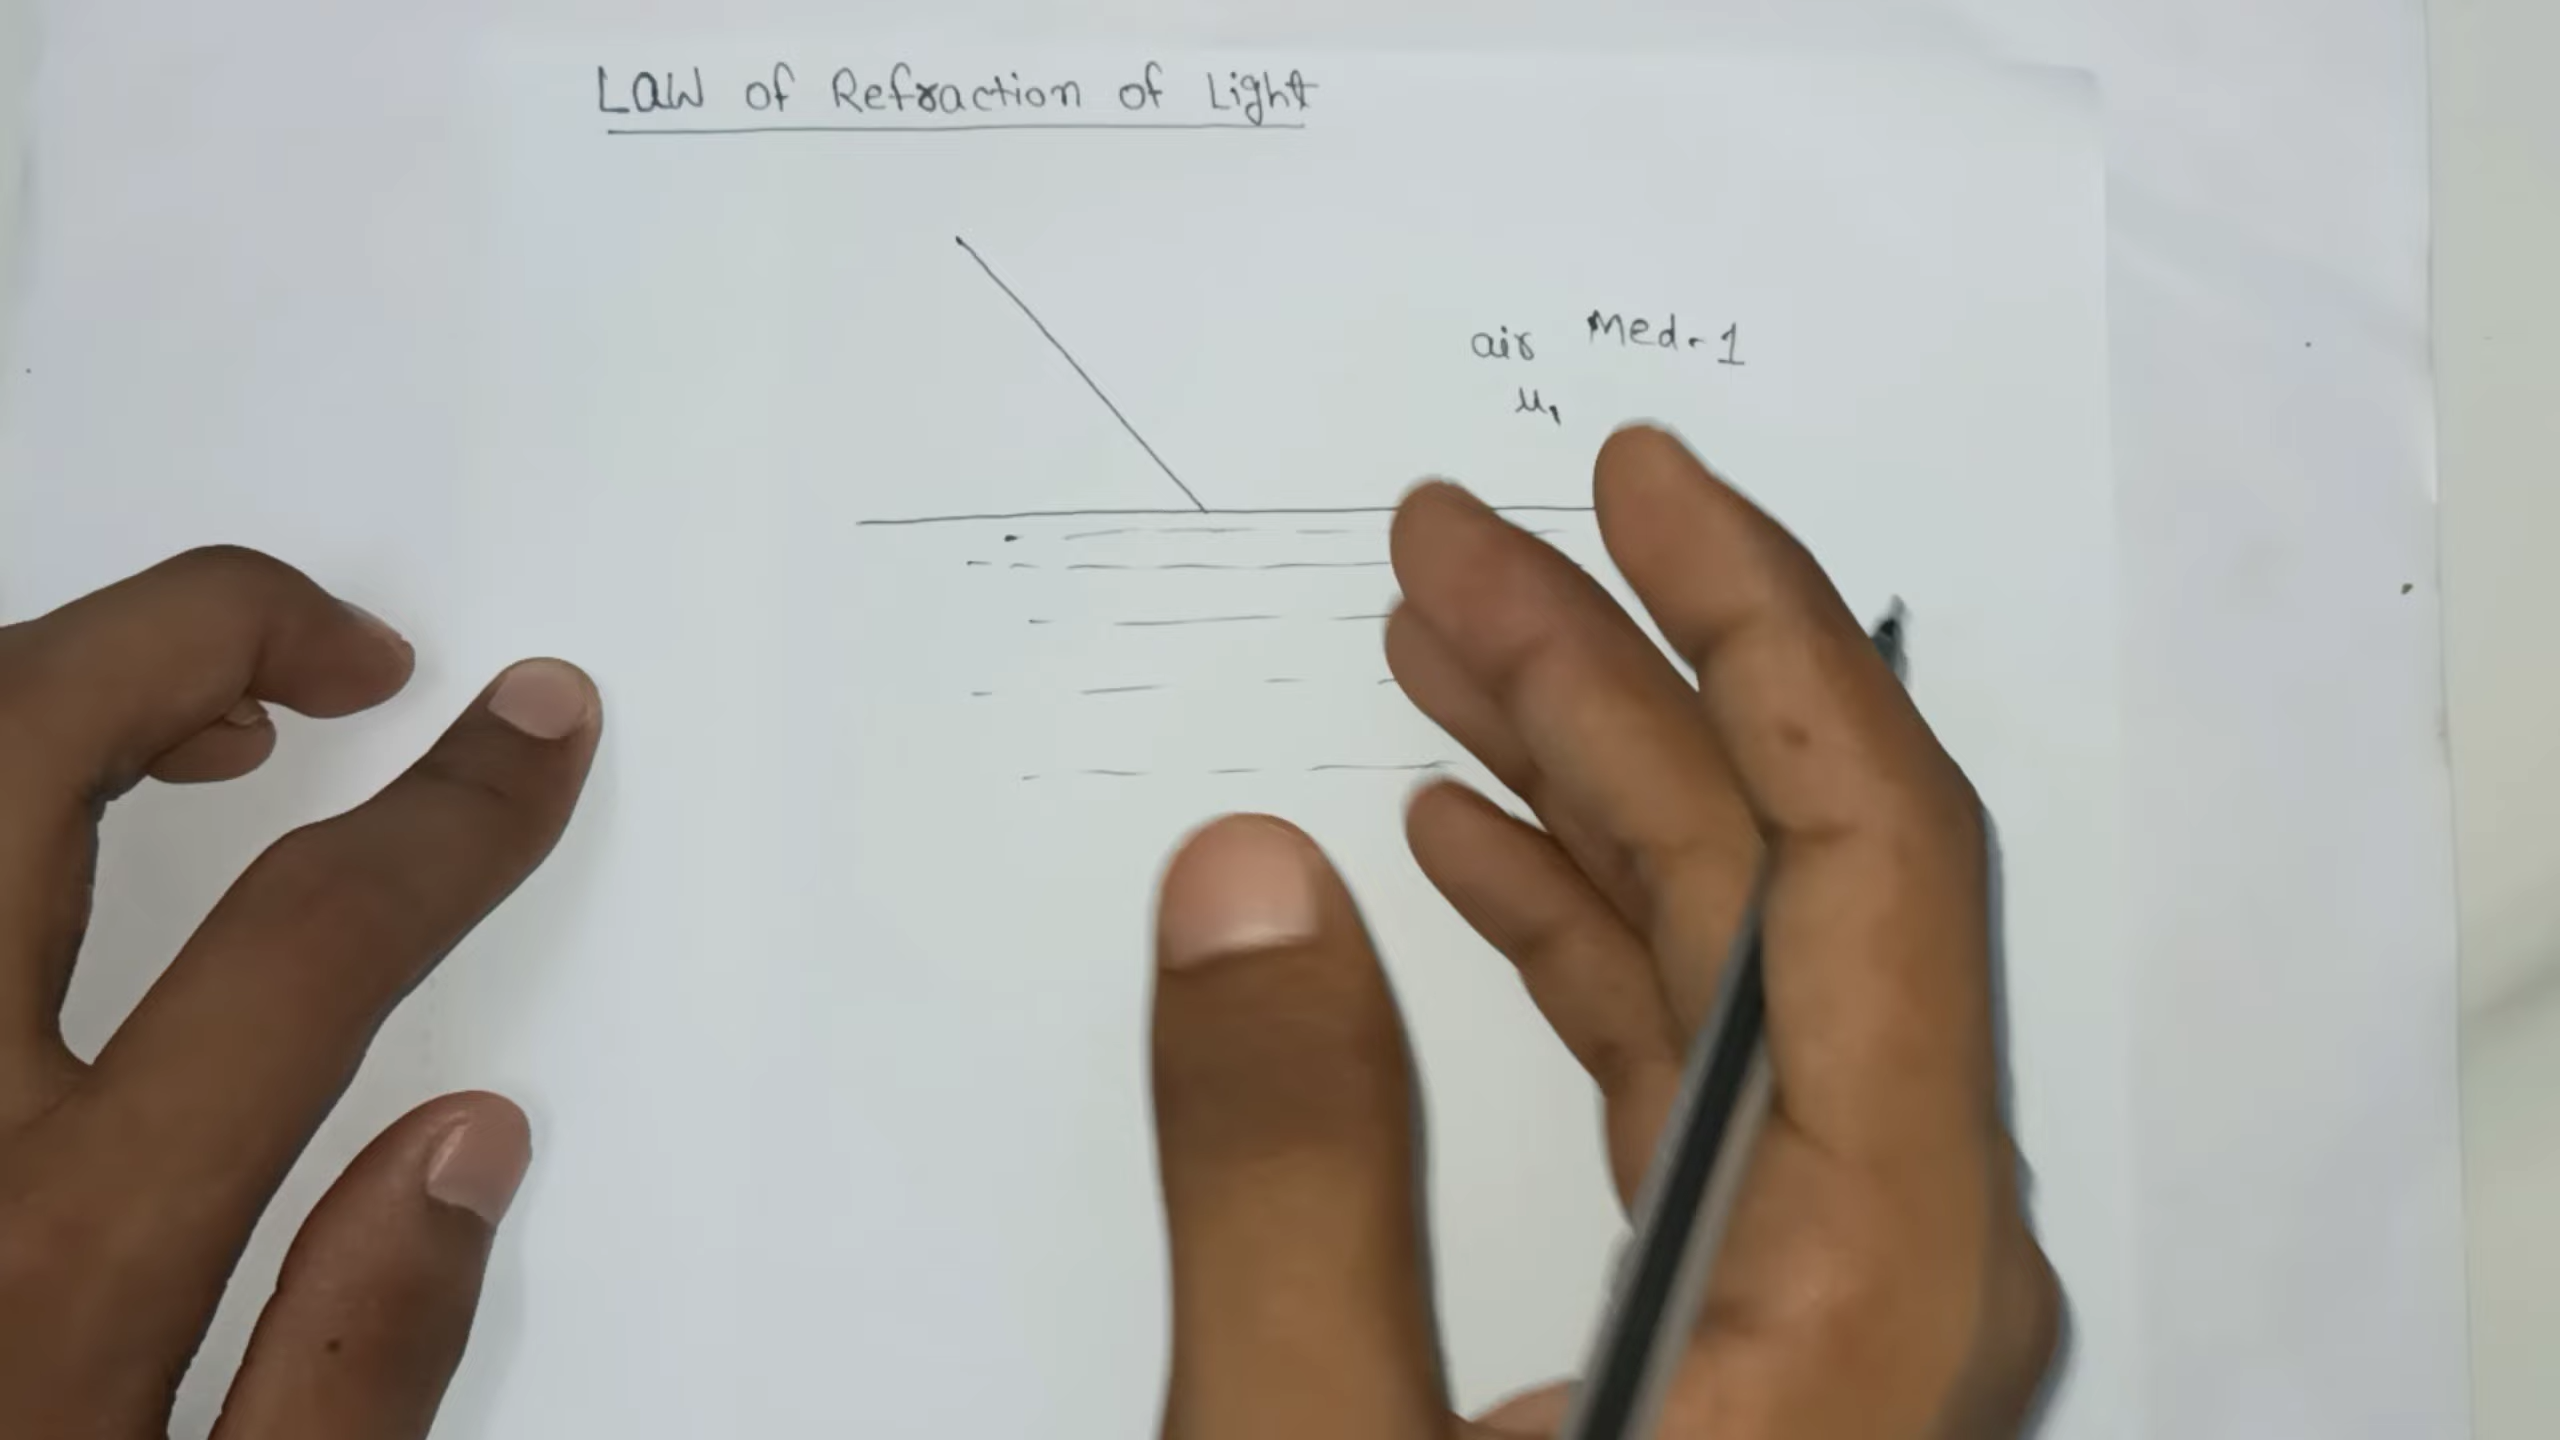 LAW of Refraction of Light
air Med-1
μ₁